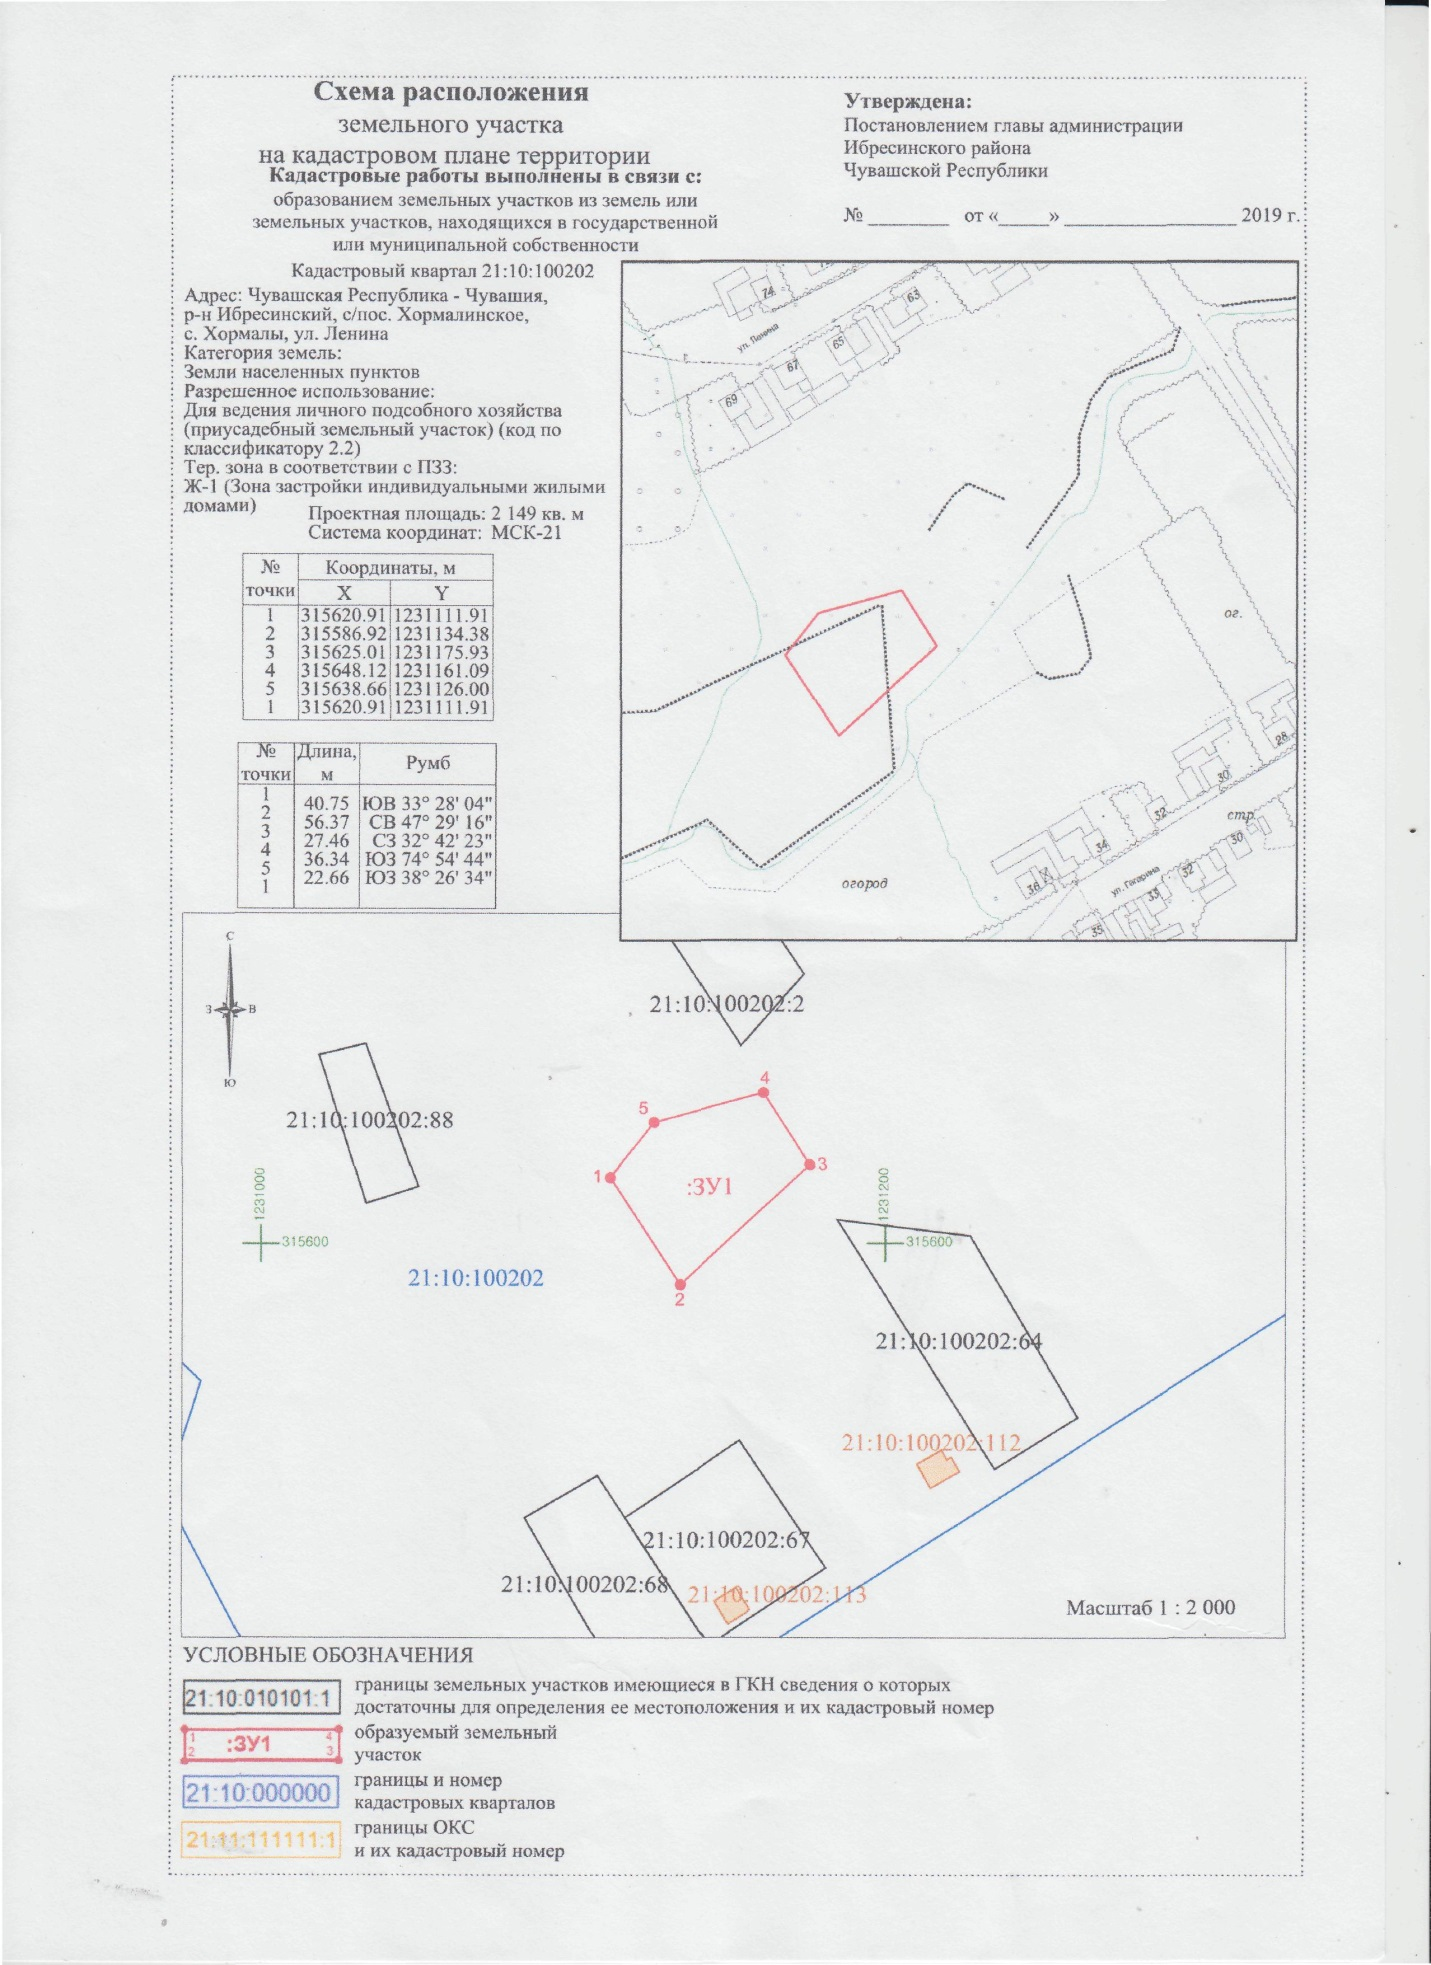 Схема расположения
земельного участка
на кадастровом плане территории
Кадастровые работы выполнены в связи с:
образованием земельных участков из земель или
земельных участков, находящихся в государственной
или муниципальной собственности
Утверждена:
Постановлением главы администрации
Ибресинского района
Чувашской Республики
№ ________ от «_____» _________________ 2019 г.
Кадастровый квартал 21:10:100202
Адрес: Чувашская Республика - Чувашия,
р-н Ибресинский, с/пос. Хормалинское,
с. Хормалы, ул. Ленина
Категория земель:
Земли населенных пунктов
Разрешенное использование:
Для ведения личного подсобного хозяйства
(приусадебный земельный участок) (код по
классификатору 2.2)
Тер. зона в соответствии с ПЗЗ:
Ж-1 (Зона застройки индивидуальными жилыми
домами)
Проектная площадь: 2 149 кв. м
Система координат: МСК-21
№ точки Координаты, м
X Y
1 315620.91 1231111.91
2 315586.92 1231134.38
3 315625.01 1231175.93
4 315648.12 1231161.09
5 315638.66 1231126.00
1 315620.91 1231111.91
№ точки Длина, м Румб
1
40.75 ЮВ 33° 28' 04"
2
56.37 СВ 47° 29' 16"
3
27.46 СЗ 32° 42' 23"
4
36.34 ЮЗ 74° 54' 44"
5
22.66 ЮЗ 38° 26' 34"
1
74
63
ул. Ленина
65
67
69
ог.
28
30
32
стр.
34
30
36
32
ул. Гагарина
33
35
огород
С
З В
Ю
21:10:100202:2
4
5
21:10:100202:88
3
1
:ЗУ1
1231000
1231200
315600
315600
21:10:100202
2
21:10:100202:64
21:10:100202:112
21:10:100202:67
21:10:100202:68
21:10:100202:113
Масштаб 1 : 2 000
УСЛОВНЫЕ ОБОЗНАЧЕНИЯ
21:10:010101:1
границы земельных участков имеющиеся в ГКН сведения о которых
достаточны для определения ее местоположения и их кадастровый номер
1 :ЗУ1 4
2 3
образуемый земельный
участок
21:10:000000
границы и номер
кадастровых кварталов
21:11:111111:1
границы ОКС
и их кадастровый номер